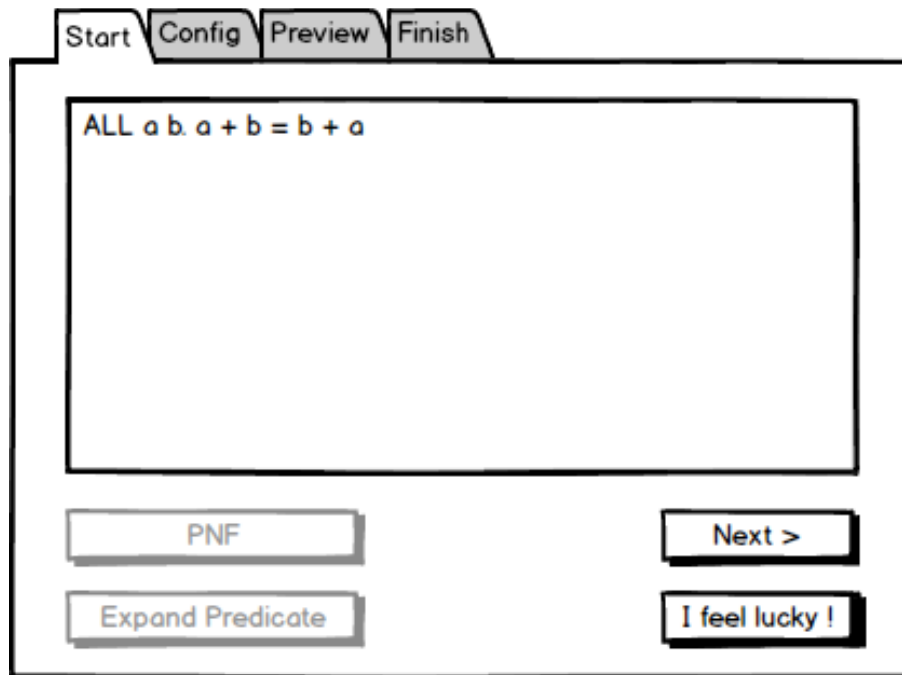 Start Config Preview Finish
ALL a b. a + b = b + a
PNF
Next >
Expand Predicate
I feel lucky !